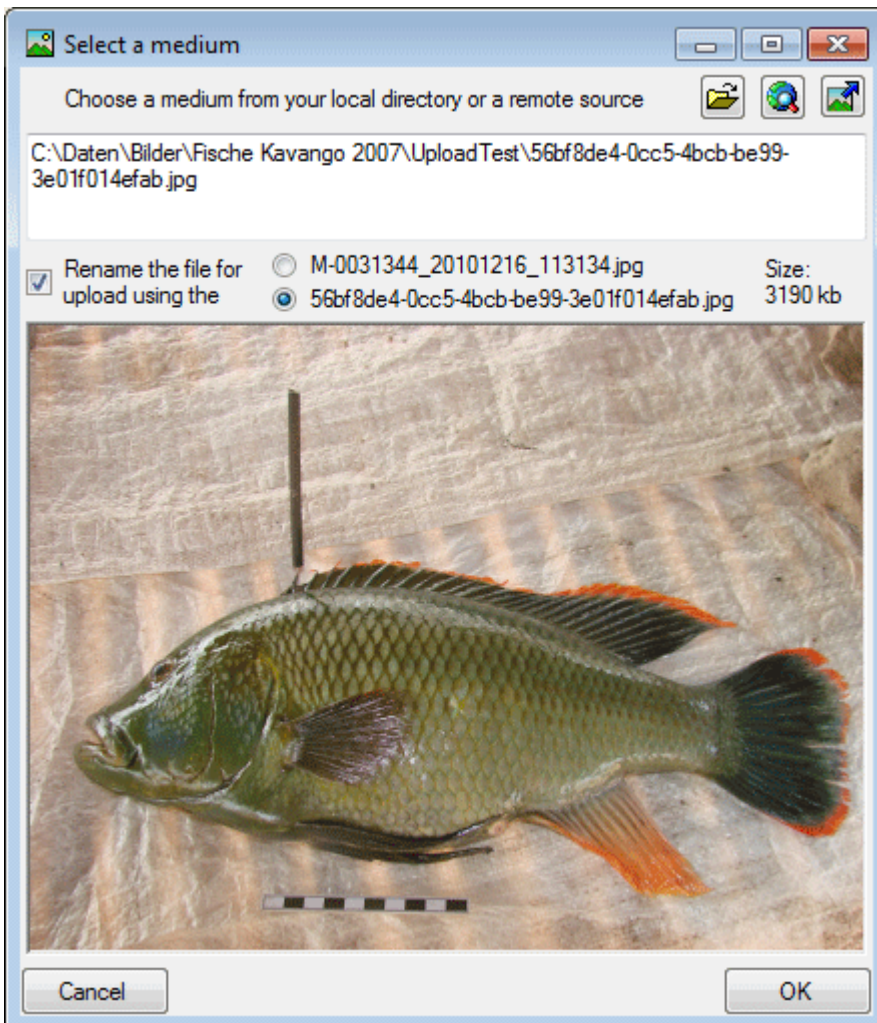 Select a medium
Choose a medium from your local directory or a remote source
C:\Daten\Bilder\Fische Kavango 2007\UploadTest\56bf8de4-0cc5-4bcb-be99-
3e01f014efab.jpg
Rename the file for
upload using the
M-0031344_20101216_113134.jpg
56bf8de4-0cc5-4bcb-be99-3e01f014efab.jpg
Size:
3190 kb
Cancel
OK